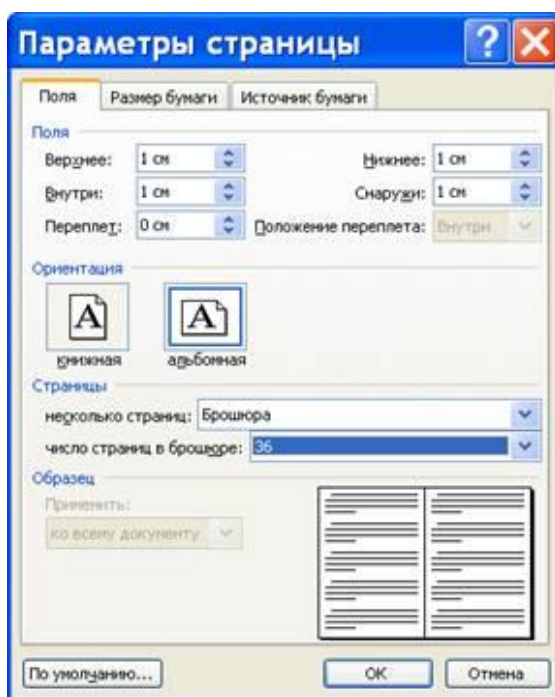 Параметры страницы
Поля Размер бумаги Источник бумаги
Поля
Верхнее: 1 см Нижнее: 1 см
Внутри: 1 см Снаружи: 1 см
Переплет: 0 см Положение переплета: Внутри
Ориентация
A A
книжная альбомная
Страницы
несколько страниц: Брошюра
число страниц в брошюре: 36
Образец
Применить:
ко всему документу
По умолчанию... ОК Отмена